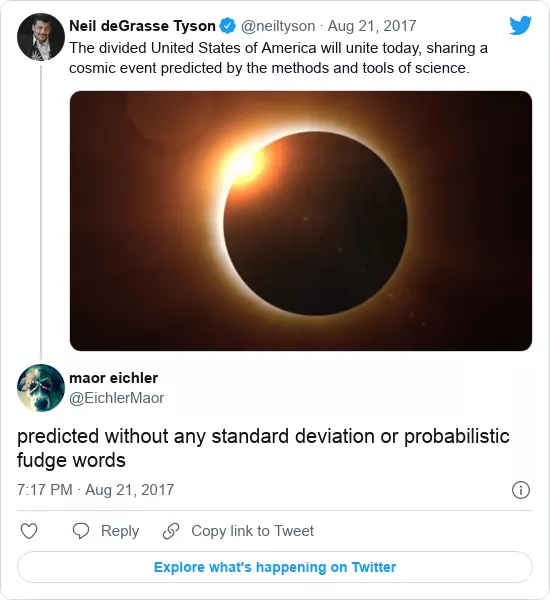 Neil deGrasse Tyson @neiltyson · Aug 21, 2017
The divided United States of America will unite today, sharing a
cosmic event predicted by the methods and tools of science.
maor eichler
@EichlerMaor
predicted without any standard deviation or probabilistic
fudge words
7:17 PM · Aug 21, 2017
Reply
Copy link to Tweet
Explore what's happening on Twitter